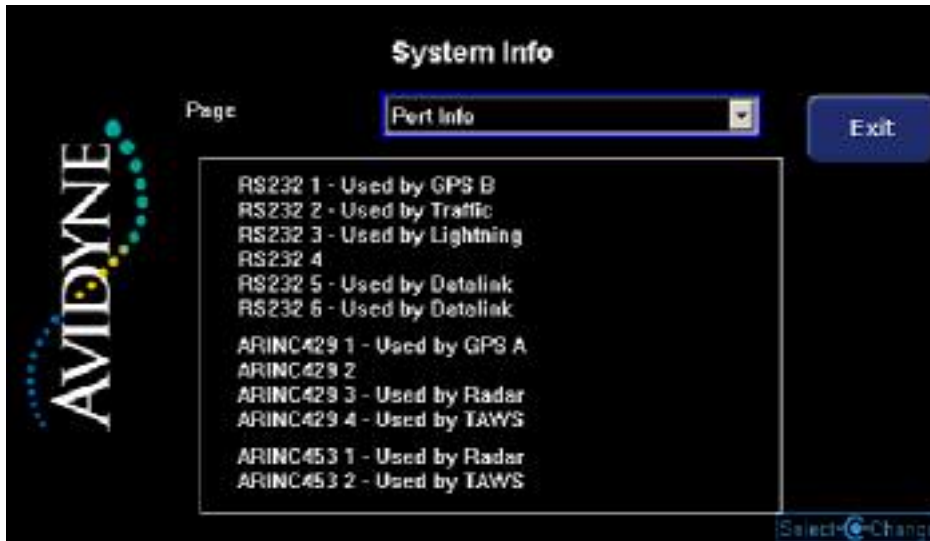 System Info
Page
Port Info
Exit
AVIDYNE
RS232 1 - Used by GPS B
RS232 2 - Used by Traffic
RS232 3 - Used by Lightning
RS232 4
RS232 5 - Used by Datalink
RS232 6 - Used by Datalink
ARINC429 1 - Used by GPS A
ARINC429 2
ARINC429 3 - Used by Radar
ARINC429 4 - Used by TAWS
ARINC453 1 - Used by Radar
ARINC453 2 - Used by TAWS
Select Chang